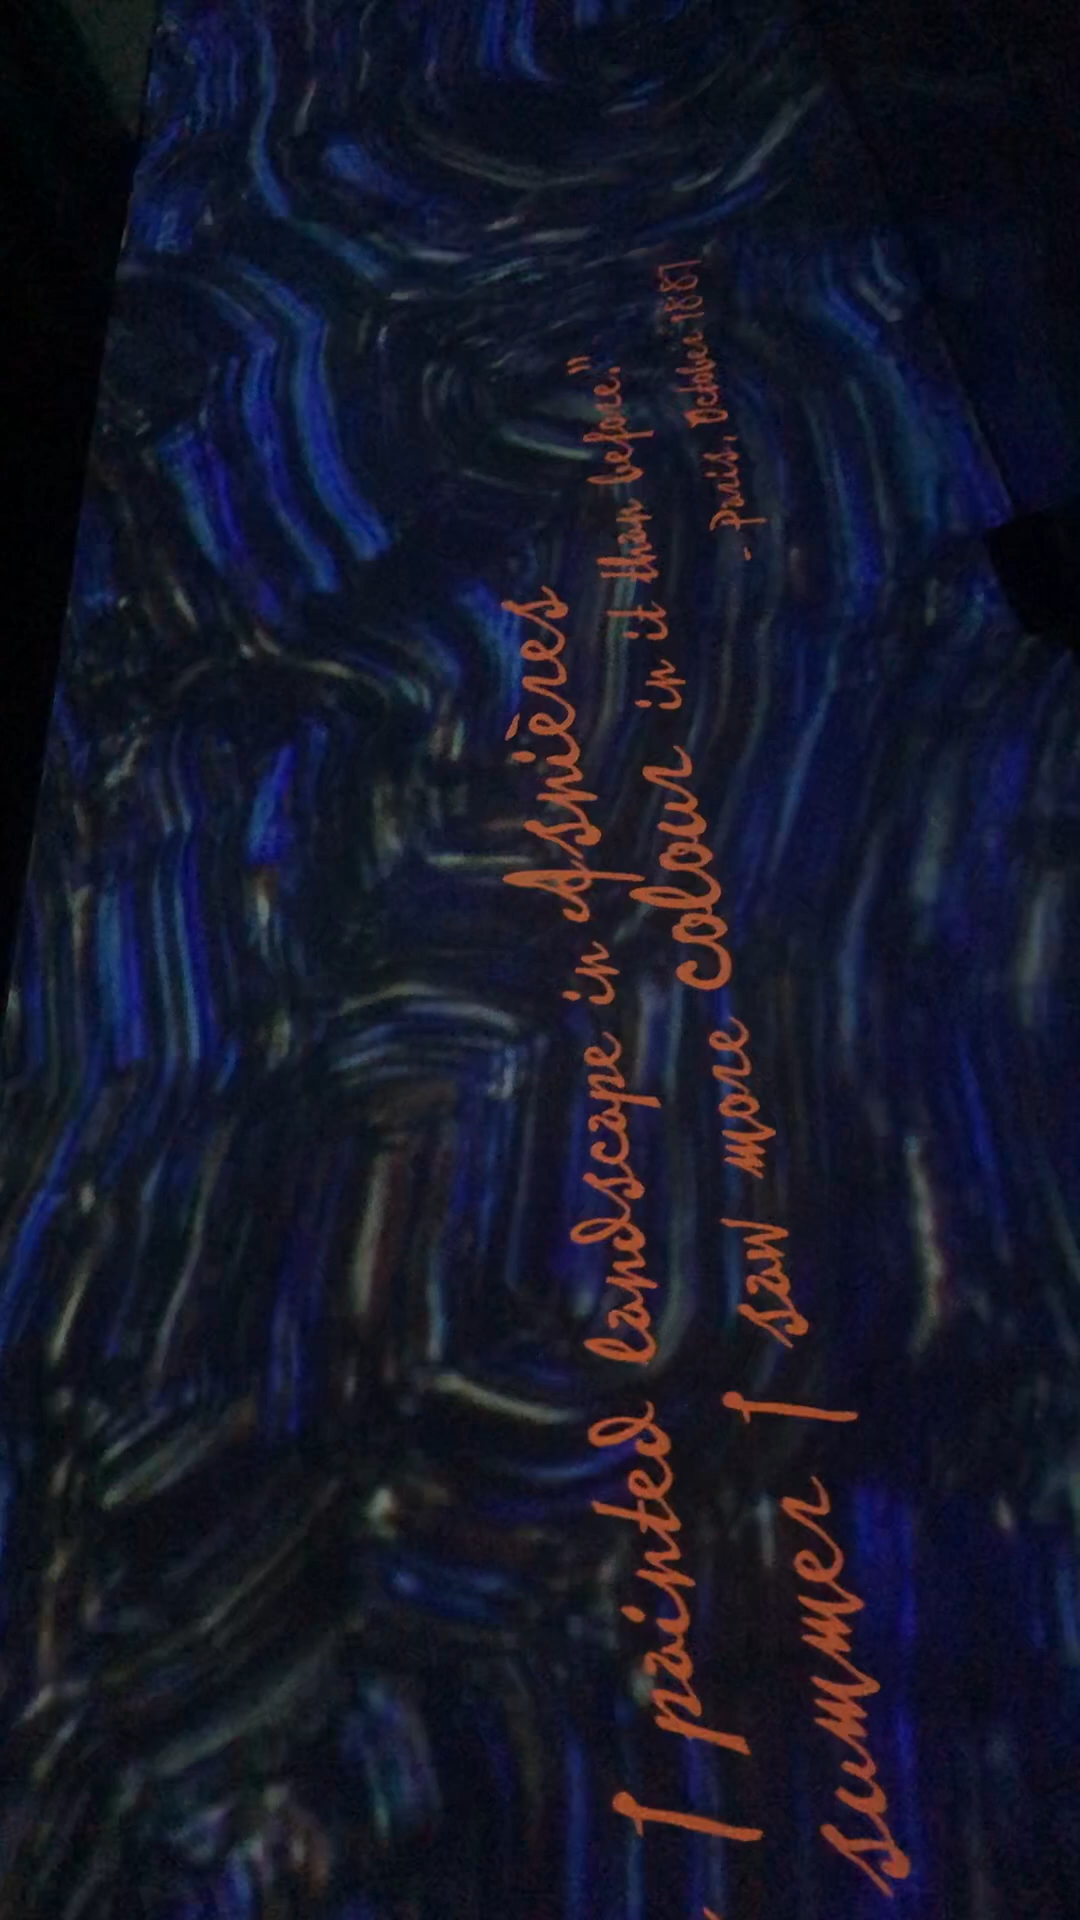 I painted landscape in Asnières
summer I saw more colour in it than before."
- Paris, October 1887